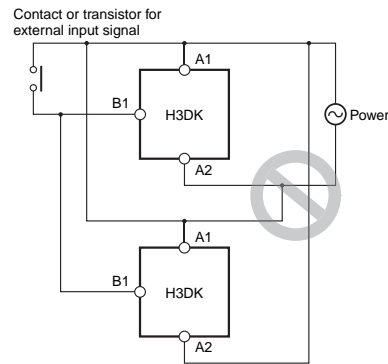 Contact or transistor for
external input signal
A1
B1
H3DK
Power
A2
A1
B1
H3DK
A2